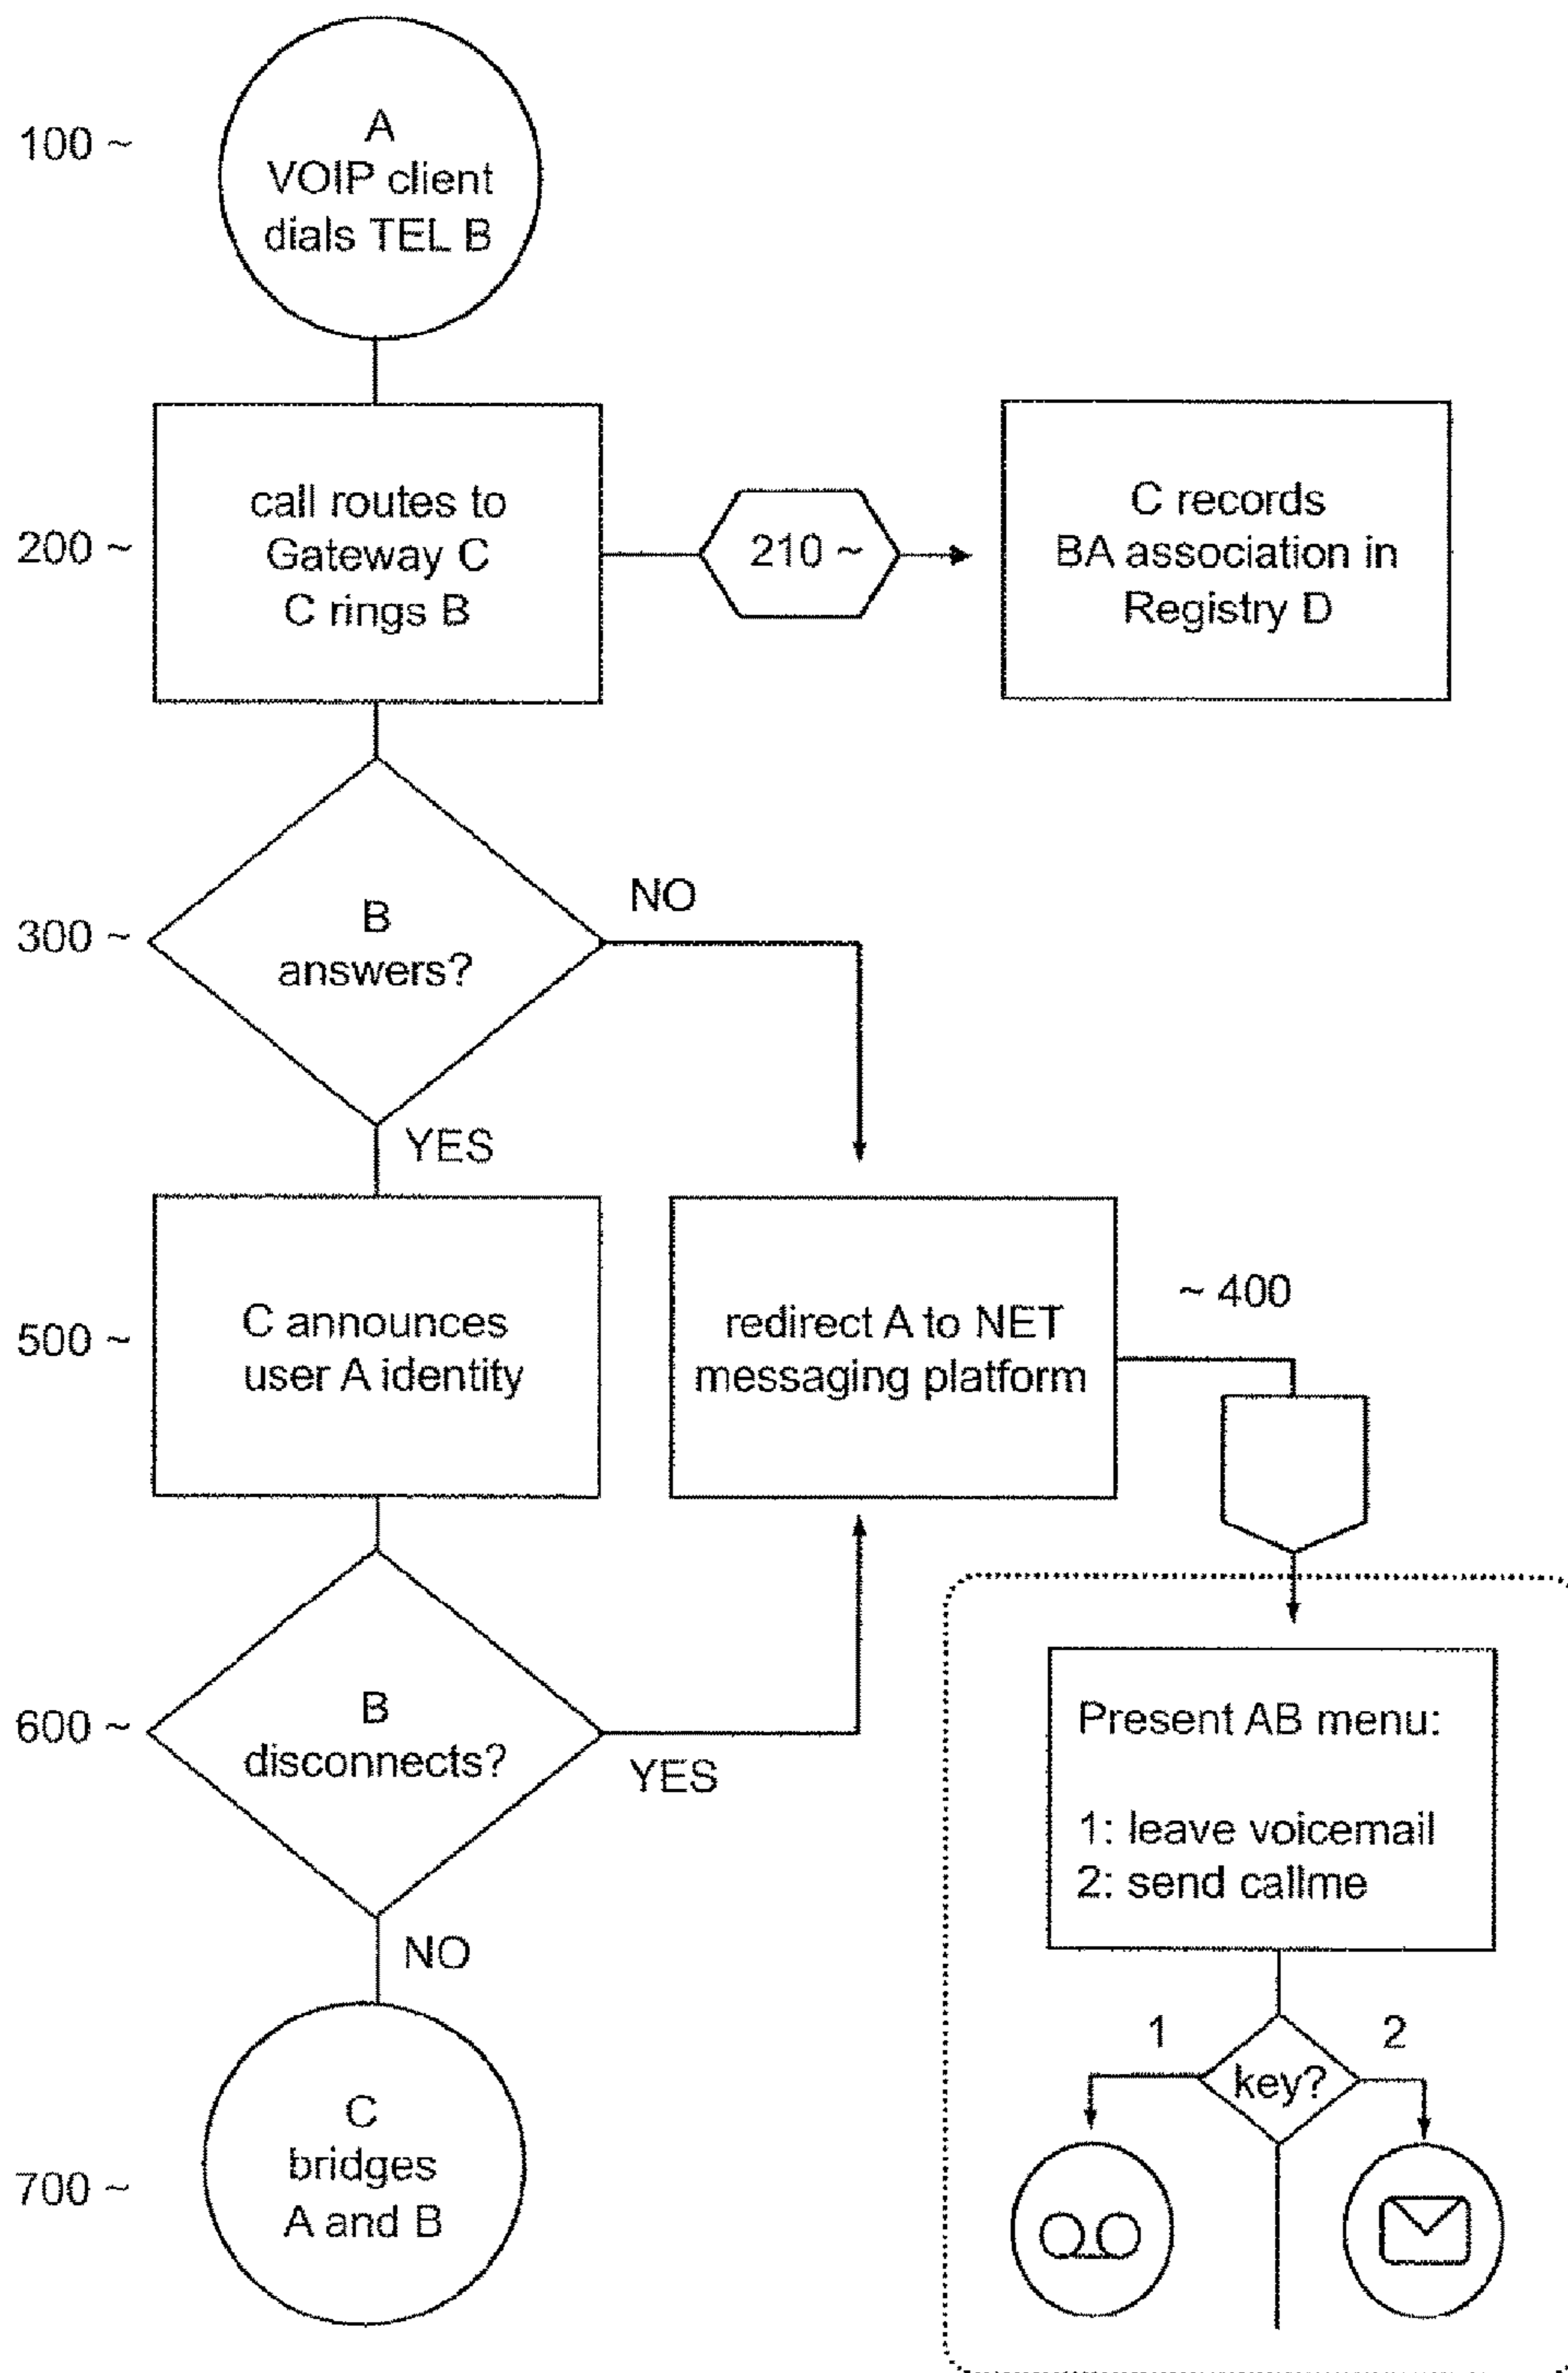 100 ~
A
VOIP client
dials TEL B
200 ~
call routes to
Gateway C
C rings B
210 ~
C records
BA association in
Registry D
300 ~
B
answers?
NO
YES
500 ~
C announces
user A identity
redirect A to NET
messaging platform
~ 400
600 ~
B
disconnects?
YES
NO
Present AB menu:
1: leave voicemail
2: send callme
1
key?
2
700 ~
C
bridges
A and B